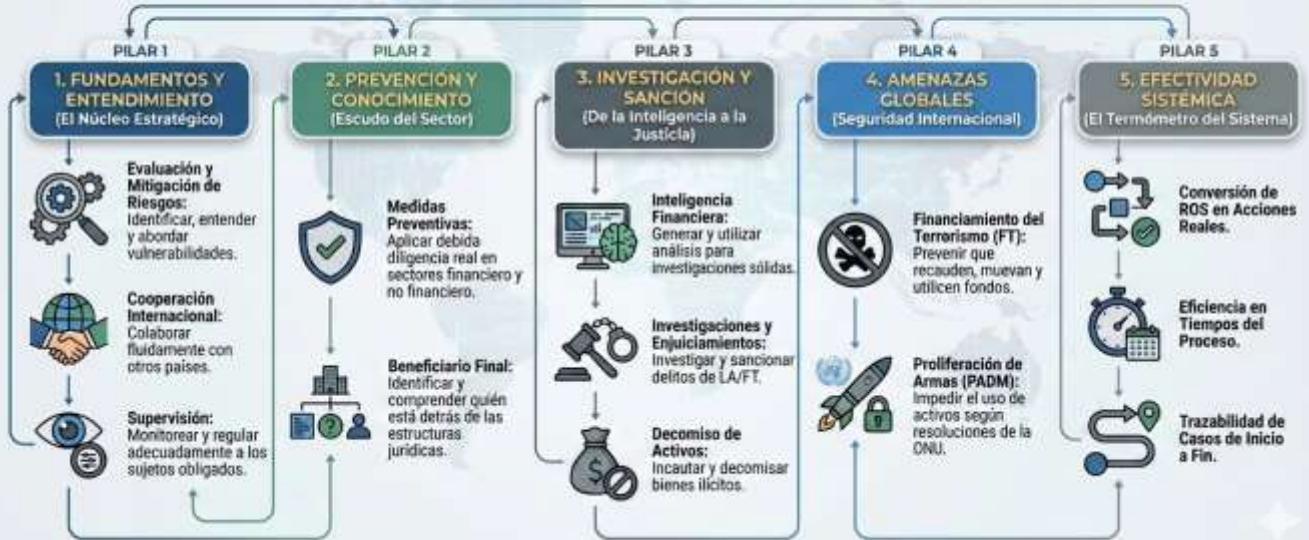 PILAR 1
1. FUNDAMENTOS Y
ENTENDIMIENTO
(El Núcleo Estratégico)
Evaluación y
Mitigación de
Riesgos:
Identificar, entender
y abordar
vulnerabilidades.
Cooperación
Internacional:
Colaborar
fluidamente con
otros países.
Supervisión:
Monitorear y regular
adecuadamente a los
sujetos obligados.
PILAR 2
2. PREVENCIÓN Y
CONOCIMIENTO
(Escudo del Sector)
Medidas
Preventivas:
Aplicar debida
diligencia real en
sectores financiero y
no financiero.
Beneficiario Final:
Identificar y
comprender quién
está detrás de las
estructuras
jurídicas.
PILAR 3
3. INVESTIGACIÓN Y
SANCIÓN
(De la Inteligencia a la
Justicia)
Inteligencia
Financiera:
Generar y utilizar
análisis para
investigaciones sólidas.
Investigaciones y
Enjuiciamientos:
Investigar y sancionar
delitos de LA/FT.
Decomiso de
Activos:
Incautar y decomisar
bienes ilícitos.
PILAR 4
4. AMENAZAS
GLOBALES
(Seguridad Internacional)
Financiamiento del
Terrorismo (FT):
Prevenir que
recauden, muevan y
utilicen fondos.
Proliferación de
Armas (PADM):
Impedir el uso de
activos según
resoluciones de la
ONU.
PILAR 5
5. EFECTIVIDAD
SISTÉMICA
(El Termómetro del Sistema)
Conversión de
ROS en Acciones
Reales.
Eficiencia en
Tiempos del
Proceso.
Trazabilidad de
Casos de Inicio
a Fin.